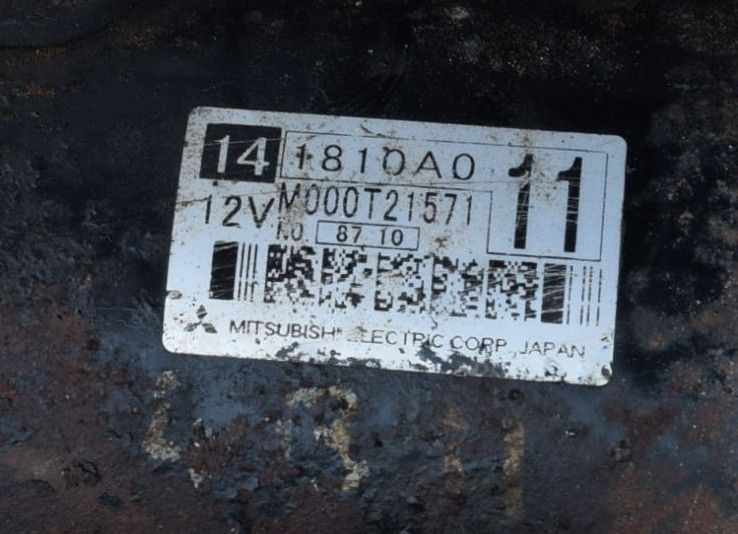 14 1810A0 11
12V M000T21571
NO. 87 10
MITSUBISHI ELECTRIC CORP. JAPAN